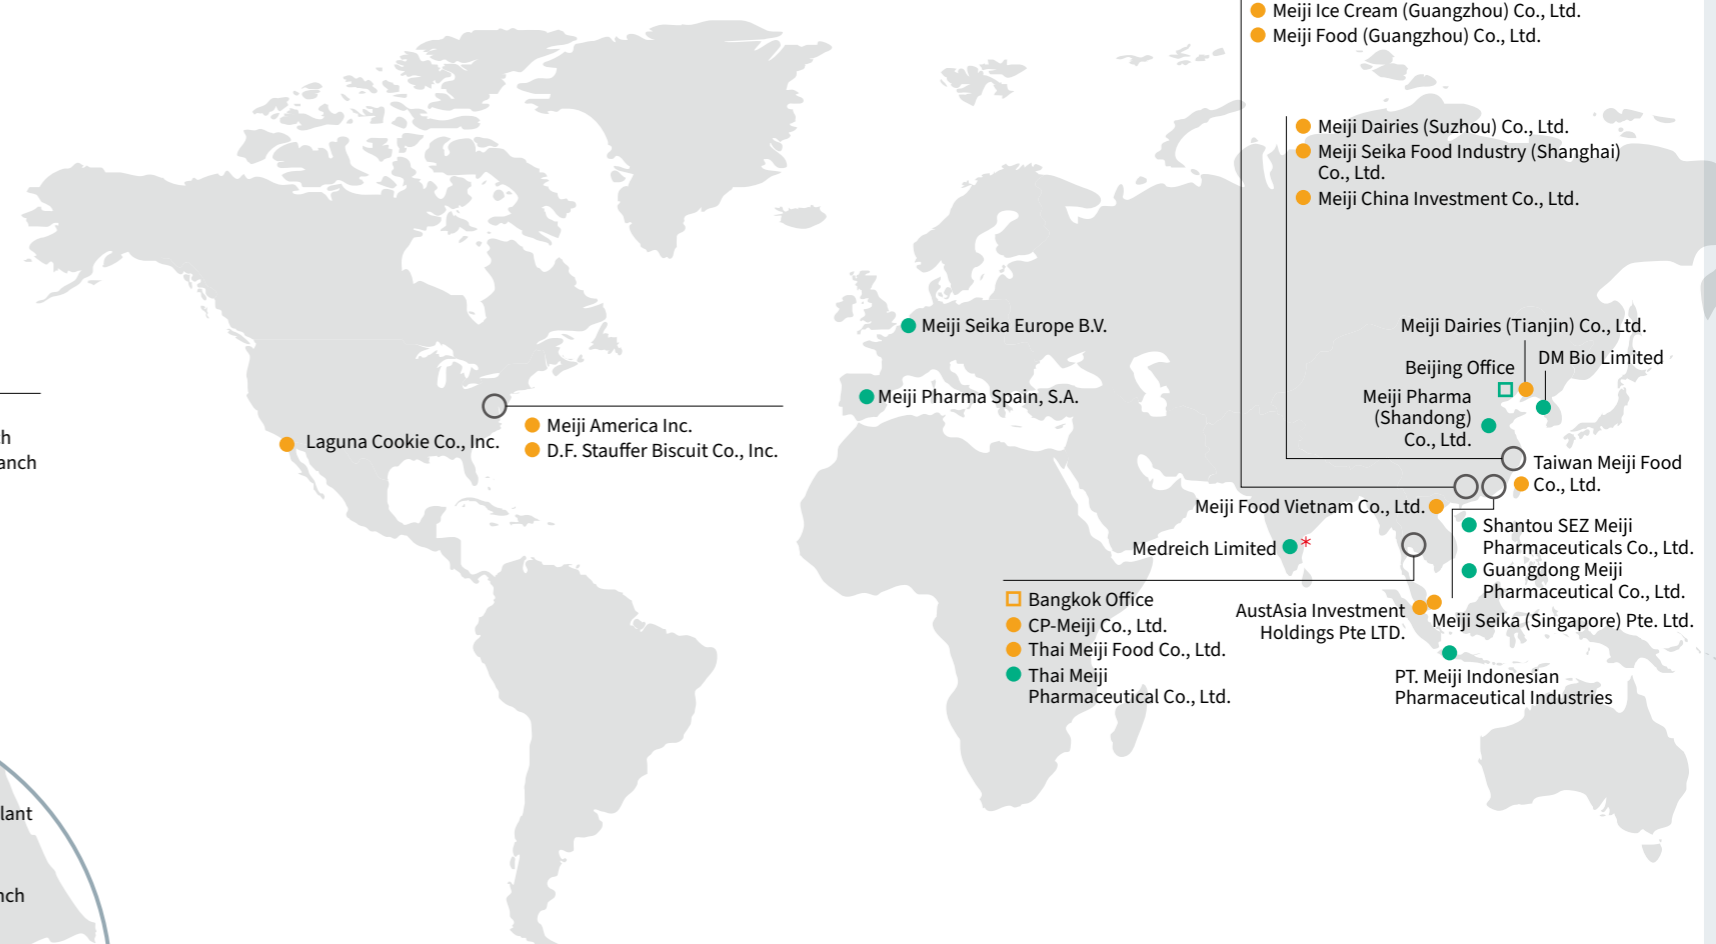 Meiji Ice Cream (Guangzhou) Co., Ltd.
Meiji Food (Guangzhou) Co., Ltd.
Meiji Dairies (Suzhou) Co., Ltd.
Meiji Seika Food Industry (Shanghai)
Co., Ltd.
Meiji China Investment Co., Ltd.
Meiji Seika Europe B.V.
Meiji Dairies (Tianjin) Co., Ltd.
DM Bio Limited
Beijing Office
Meiji Pharma Spain, S.A.
Meiji Pharma
(Shandong)
Co., Ltd.
Meiji America Inc.
D.F. Stauffer Biscuit Co., Inc.
Laguna Cookie Co., Inc.
th
anch
Taiwan Meiji Food
Co., Ltd.
Meiji Food Vietnam Co., Ltd.
Shantou SEZ Meiji
Pharmaceuticals Co., Ltd.
Guangdong Meiji
Pharmaceutical Co., Ltd.
Medreich Limited *
Bangkok Office
CP-Meiji Co., Ltd.
Thai Meiji Food Co., Ltd.
Thai Meiji
Pharmaceutical Co., Ltd.
AustAsia Investment
Holdings Pte LTD.
Meiji Seika (Singapore) Pte. Ltd.
PT. Meiji Indonesian
Pharmaceutical Industries
lant
nch